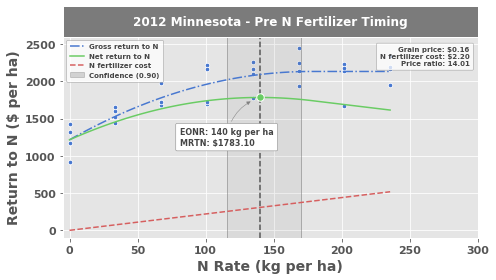 2012 Minnesota - Pre N Fertilizer Timing
Gross return to N
Net return to N
N fertilizer cost
Confidence (0.90)
Grain price: $0.16
N fertilizer cost: $2.20
Price ratio: 14.01
EONR: 140 kg per ha
MRTN: $1783.10
Return to N ($ per ha)
2500
2000
1500
1000
500
0
0
50
100
150
200
250
300
N Rate (kg per ha)